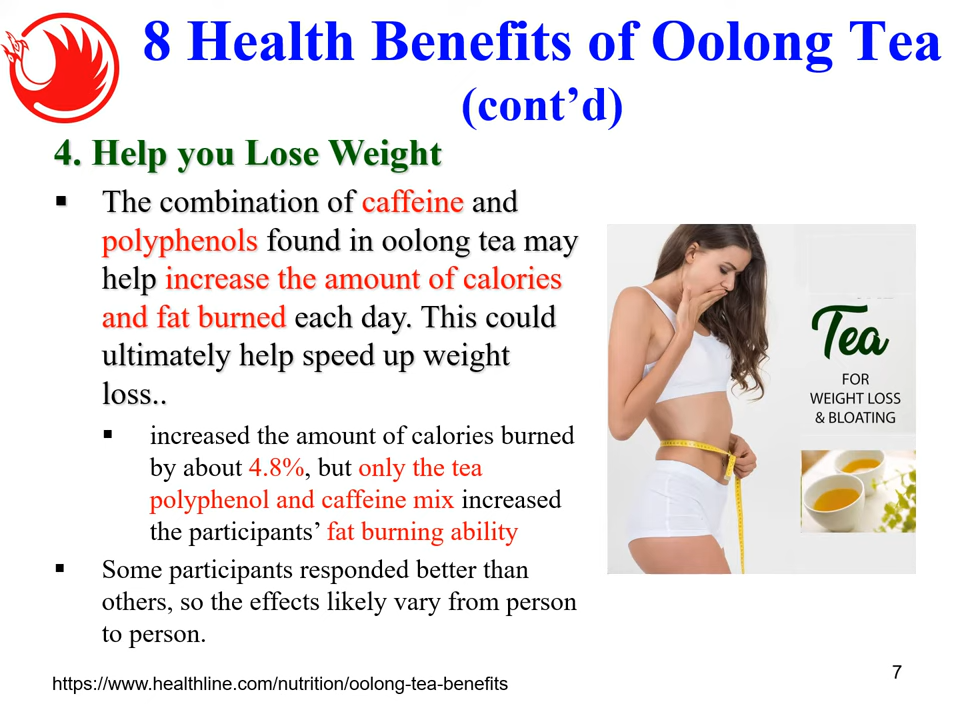 8 Health Benefits of Oolong Tea
(cont’d)
4. Help you Lose Weight
▪ The combination of caffeine and
polyphenols found in oolong tea may
help increase the amount of calories
and fat burned each day. This could
ultimately help speed up weight
loss..
▪ increased the amount of calories burned
by about 4.8%, but only the tea
polyphenol and caffeine mix increased
the participants’ fat burning ability
▪ Some participants responded better than
others, so the effects likely vary from person
to person.
Tea
FOR
WEIGHT LOSS
& BLOATING
https://www.healthline.com/nutrition/oolong-tea-benefits
7